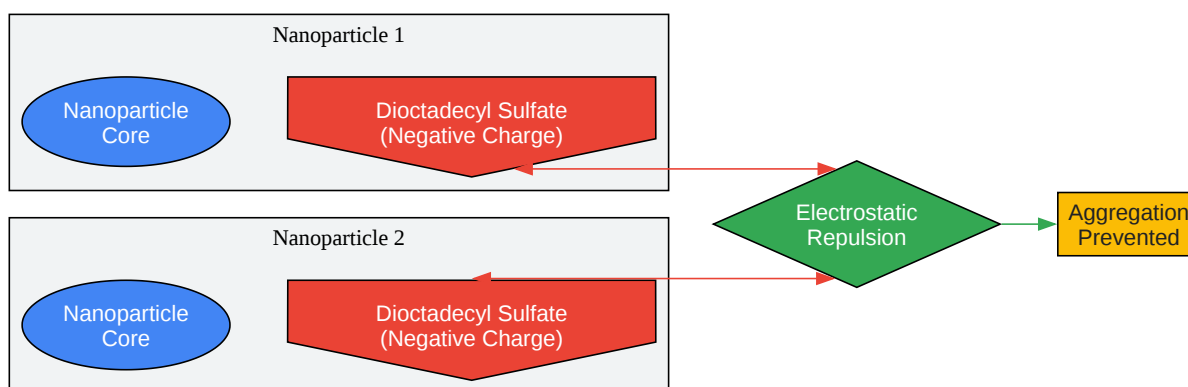 Nanoparticle 1
Nanoparticle
Core
Dioctadecyl Sulfate
(Negative Charge)
Electrostatic
Repulsion
Aggregation
Prevented
Nanoparticle 2
Nanoparticle
Core
Dioctadecyl Sulfate
(Negative Charge)